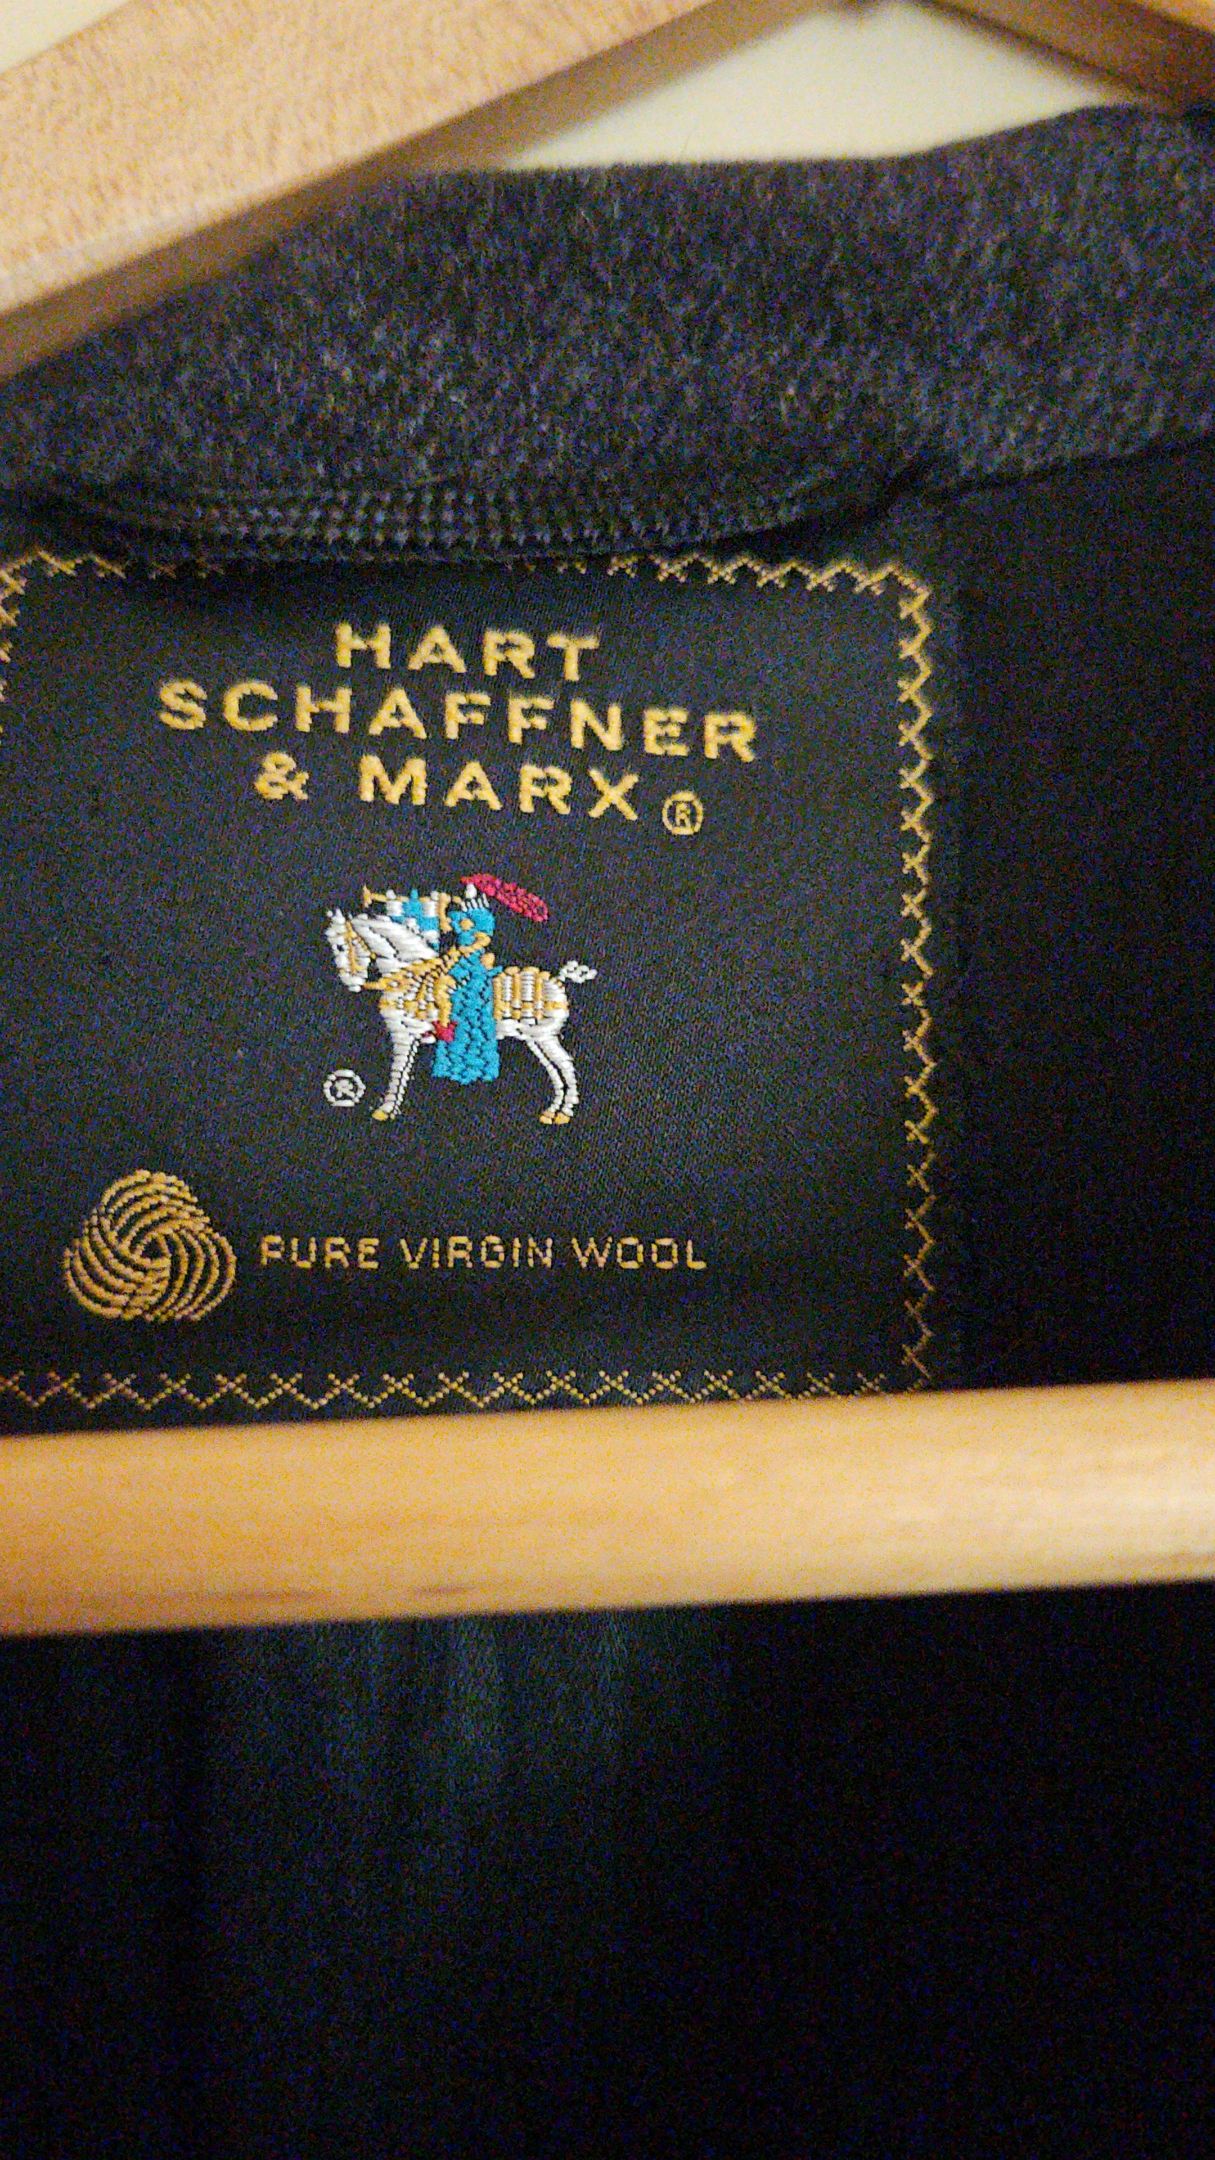 HART
SCHAFFNER
& MARX ®
®
PURE VIRGIN WOOL